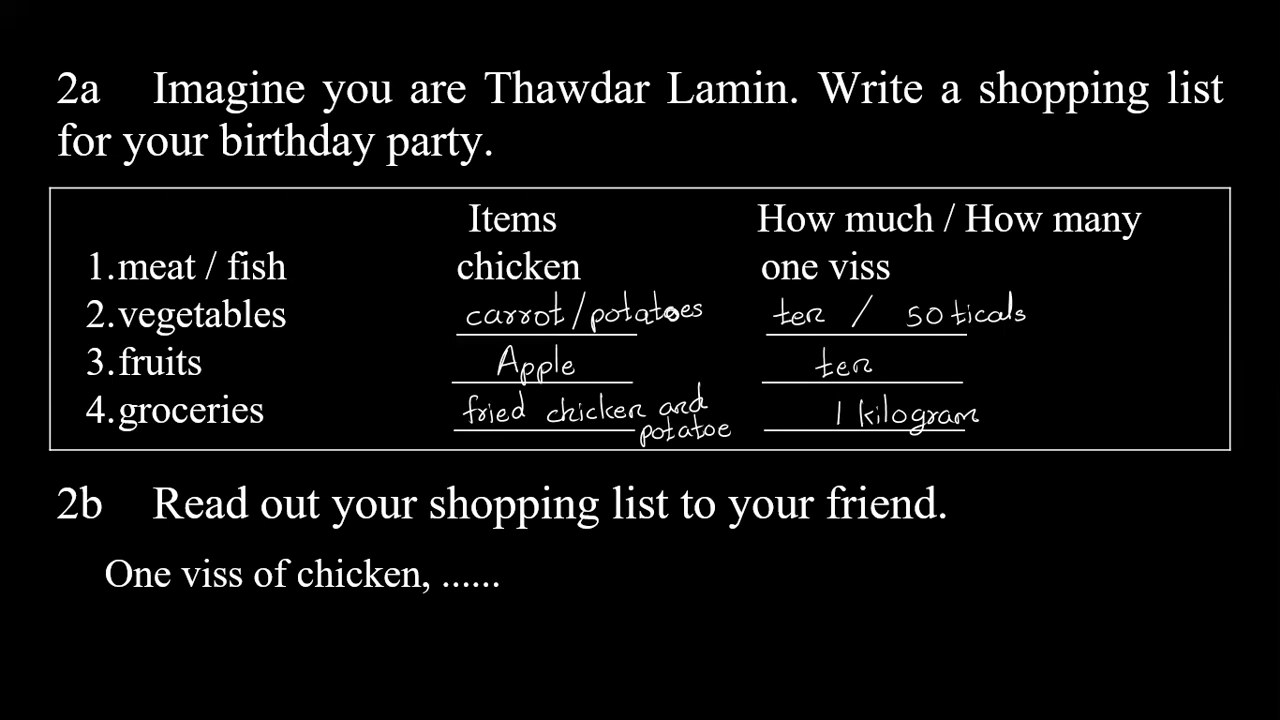 2a Imagine you are Thawdar Lamin. Write a shopping list
for your birthday party.
Items How much / How many
1.meat / fish chicken one viss
2.vegetables carrot/potatoes ten / 50 ticals
3.fruits Apple ten
4.groceries fried chicken and potatoe 1 kilogram
2b Read out your shopping list to your friend.
One viss of chicken, ......